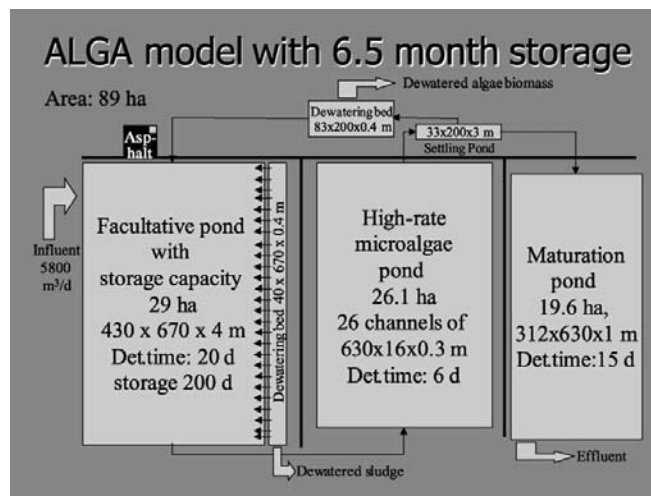 ALGA model with 6.5 month storage
Area: 89 ha
Dewatered algae biomass
Dewatering bed
83x200x0.4 m
33x200x3 m
Settling Pond
Asp-
halt
Influent
5800
m³/d
Facultative pond
with
storage capacity
29 ha
430 x 670 x 4 m
Det.time: 20 d
storage 200 d
Dewatering bed 40 x 670 x 0.4 m
High-rate
microalgae
pond
26.1 ha
26 channels of
630x16x0.3 m
Det.time: 6 d
Maturation
pond
19.6 ha,
312x630x1 m
Det.time:15 d
Dewatered sludge
Effluent